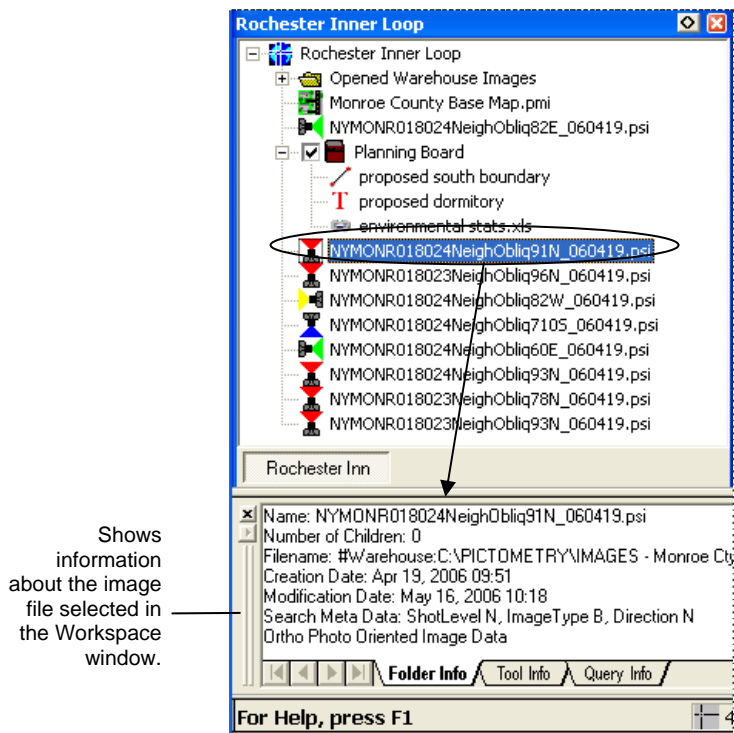 Rochester Inner Loop
Rochester Inner Loop
Opened Warehouse Images
Monroe County Base Map.pmi
NYMONR018024NeighObliq82E_060419.psi
Planning Board
proposed south boundary
T proposed dormitory
environmental stats.xls
NYMONR018024NeighObliq91N_060419.psi
NYMONR018023NeighObliq96N_060419.psi
NYMONR018024NeighObliq82W_060419.psi
NYMONR018024NeighObliq710S_060419.psi
NYMONR018024NeighObliq60E_060419.psi
NYMONR018024NeighObliq93N_060419.psi
NYMONR018023NeighObliq78N_060419.psi
NYMONR018023NeighObliq93N_060419.psi
Rochester Inn
Shows
information
about the image
file selected in
the Workspace
window.
Name: NYMONR018024NeighObliq91N_060419.psi
Number of Children: 0
Filename: #Warehouse:C:\PICTOMETRY\IMAGES - Monroe Cty
Creation Date: Apr 19, 2006 09:51
Modification Date: May 16, 2006 10:18
Search Meta Data: ShotLevel N, ImageType B, Direction N
Ortho Photo Oriented Image Data
Folder Info Tool Info Query Info
For Help, press F1 4